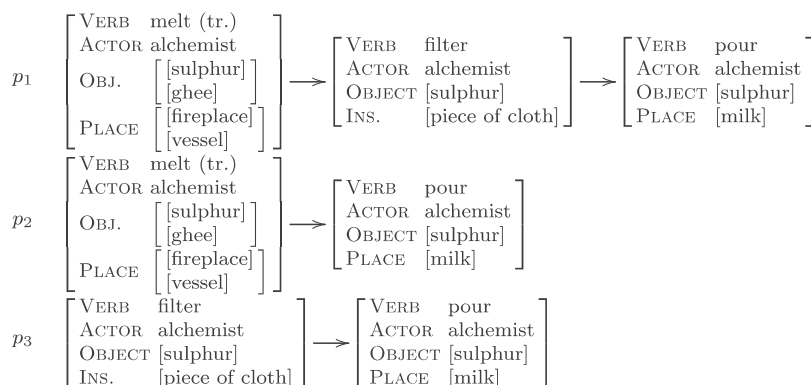 VERB melt (tr.)
ACTOR alchemist
OBJ. [sulphur] [ghee]
PLACE [fireplace] [vessel]
p1
VERB filter
ACTOR alchemist
OBJECT [sulphur]
INS. [piece of cloth]
VERB pour
ACTOR alchemist
OBJECT [sulphur]
PLACE [milk]
VERB melt (tr.)
ACTOR alchemist
OBJ. [sulphur] [ghee]
PLACE [fireplace] [vessel]
p2
VERB pour
ACTOR alchemist
OBJECT [sulphur]
PLACE [milk]
p3
VERB filter
ACTOR alchemist
OBJECT [sulphur]
INS. [piece of cloth]
VERB pour
ACTOR alchemist
OBJECT [sulphur]
PLACE [milk]